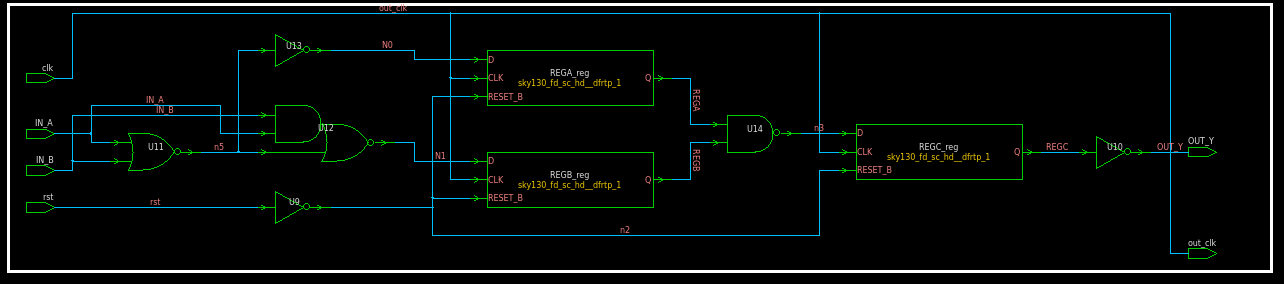 out_clk
U13
N0
clk
D
REGA_reg
CLK
sky130_fd_sc_hd__dfrtp_1
Q
RESET_B
REGA
IN_A
IN_B
IN_A
U12
U14
n3
D
U11
n5
N1
REGC_reg
OUT_Y
IN_B
D
REGB_reg
CLK
sky130_fd_sc_hd__dfrtp_1
Q
REGC
U10
OUT_Y
REGB
CLK
sky130_fd_sc_hd__dfrtp_1
Q
RESET_B
rst
rst
U9
RESET_B
n2
out_clk